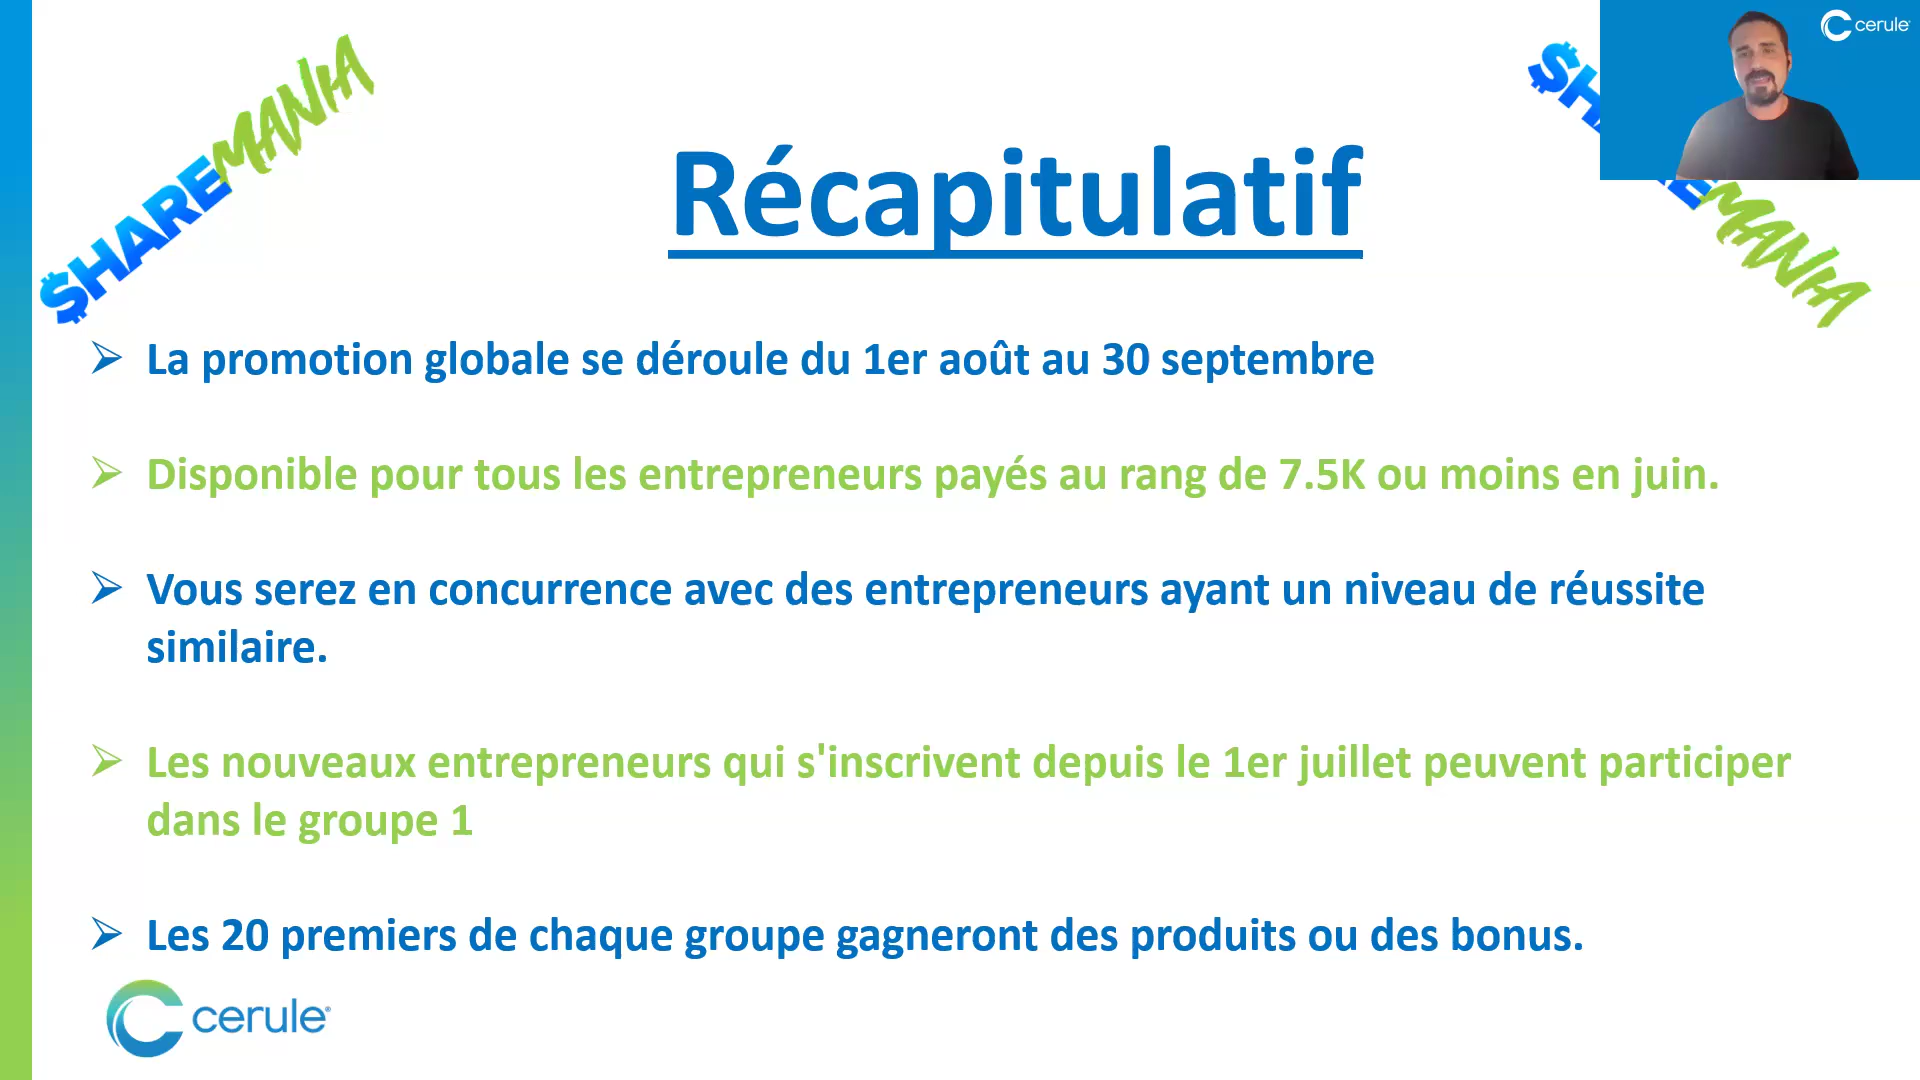 $HAREMANIA
cerule
Récapitulatif
➢ La promotion globale se déroule du 1er août au 30 septembre
➢ Disponible pour tous les entrepreneurs payés au rang de 7.5K ou moins en juin.
➢ Vous serez en concurrence avec des entrepreneurs ayant un niveau de réussite
similaire.
➢ Les nouveaux entrepreneurs qui s'inscrivent depuis le 1er juillet peuvent participer
dans le groupe 1
➢ Les 20 premiers de chaque groupe gagneront des produits ou des bonus.
cerule